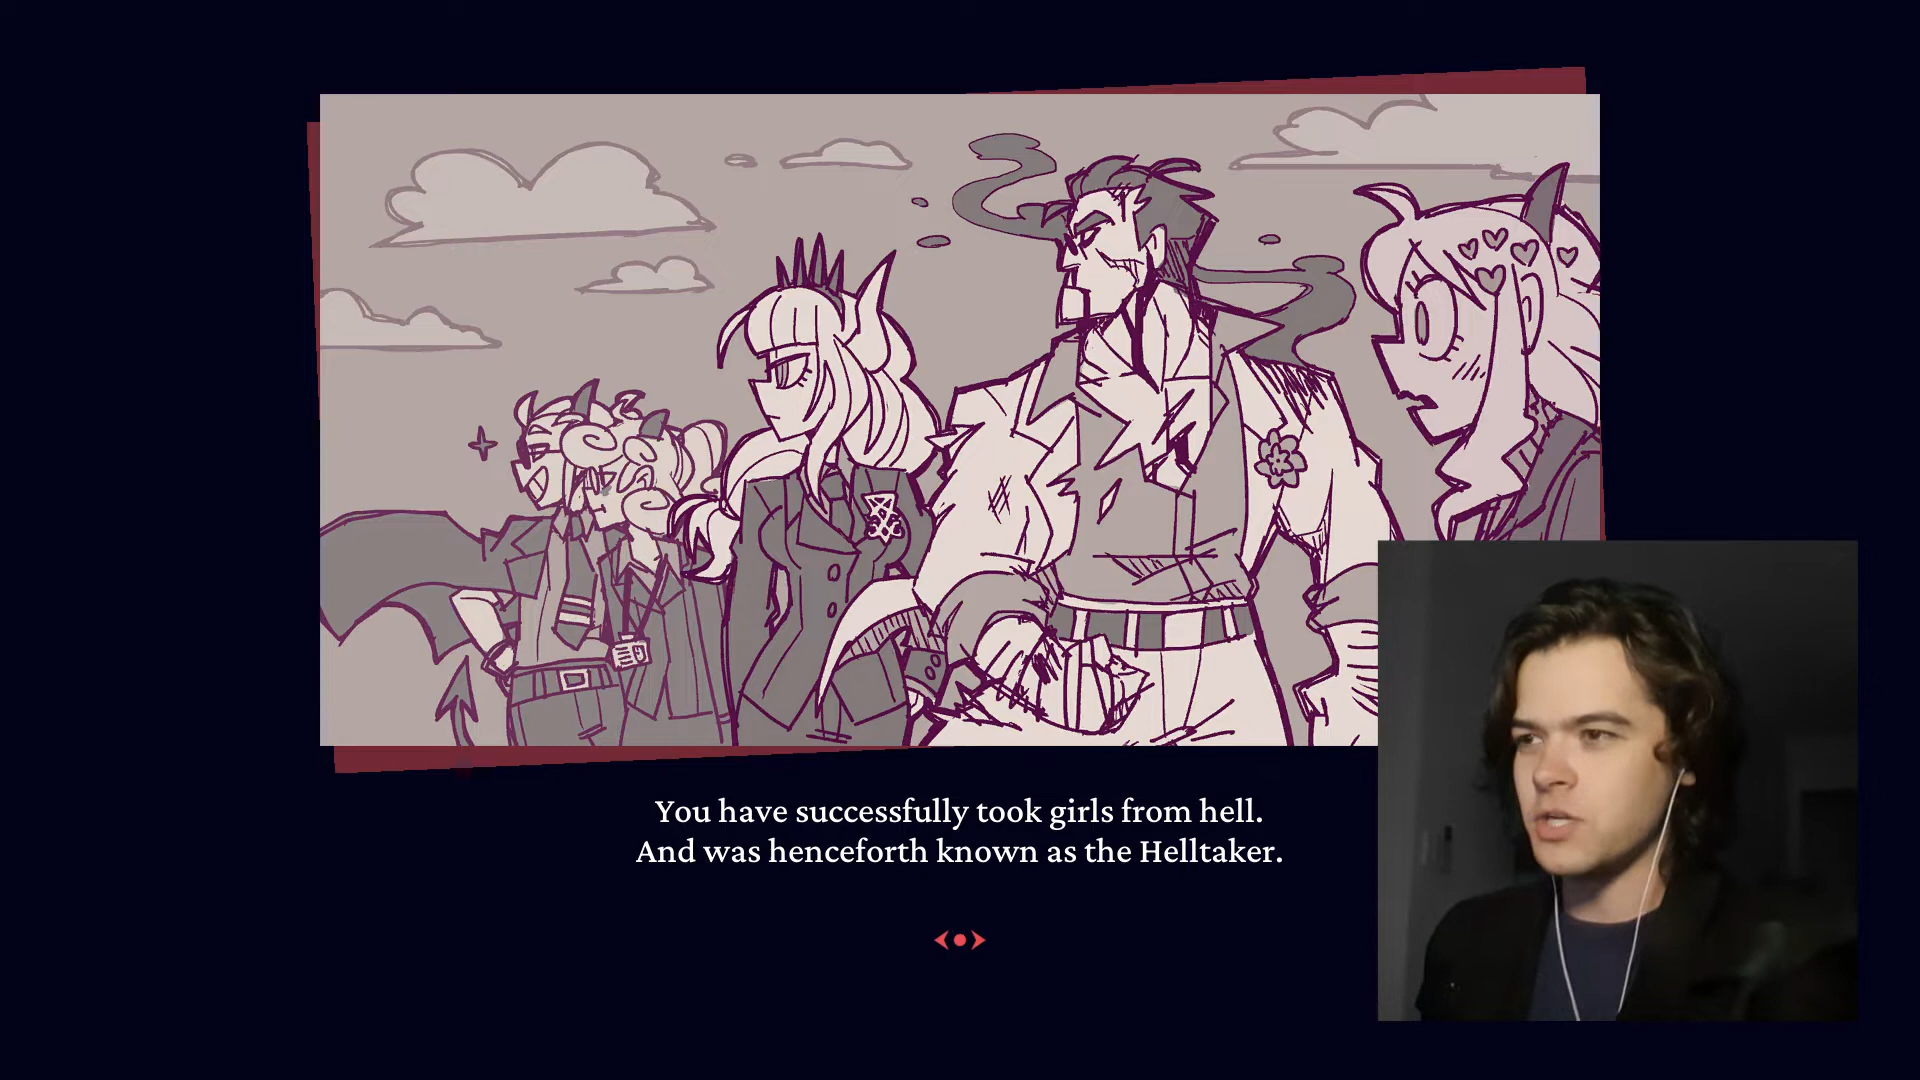 You have successfully took girls from hell.
And was henceforth known as the Helltaker.